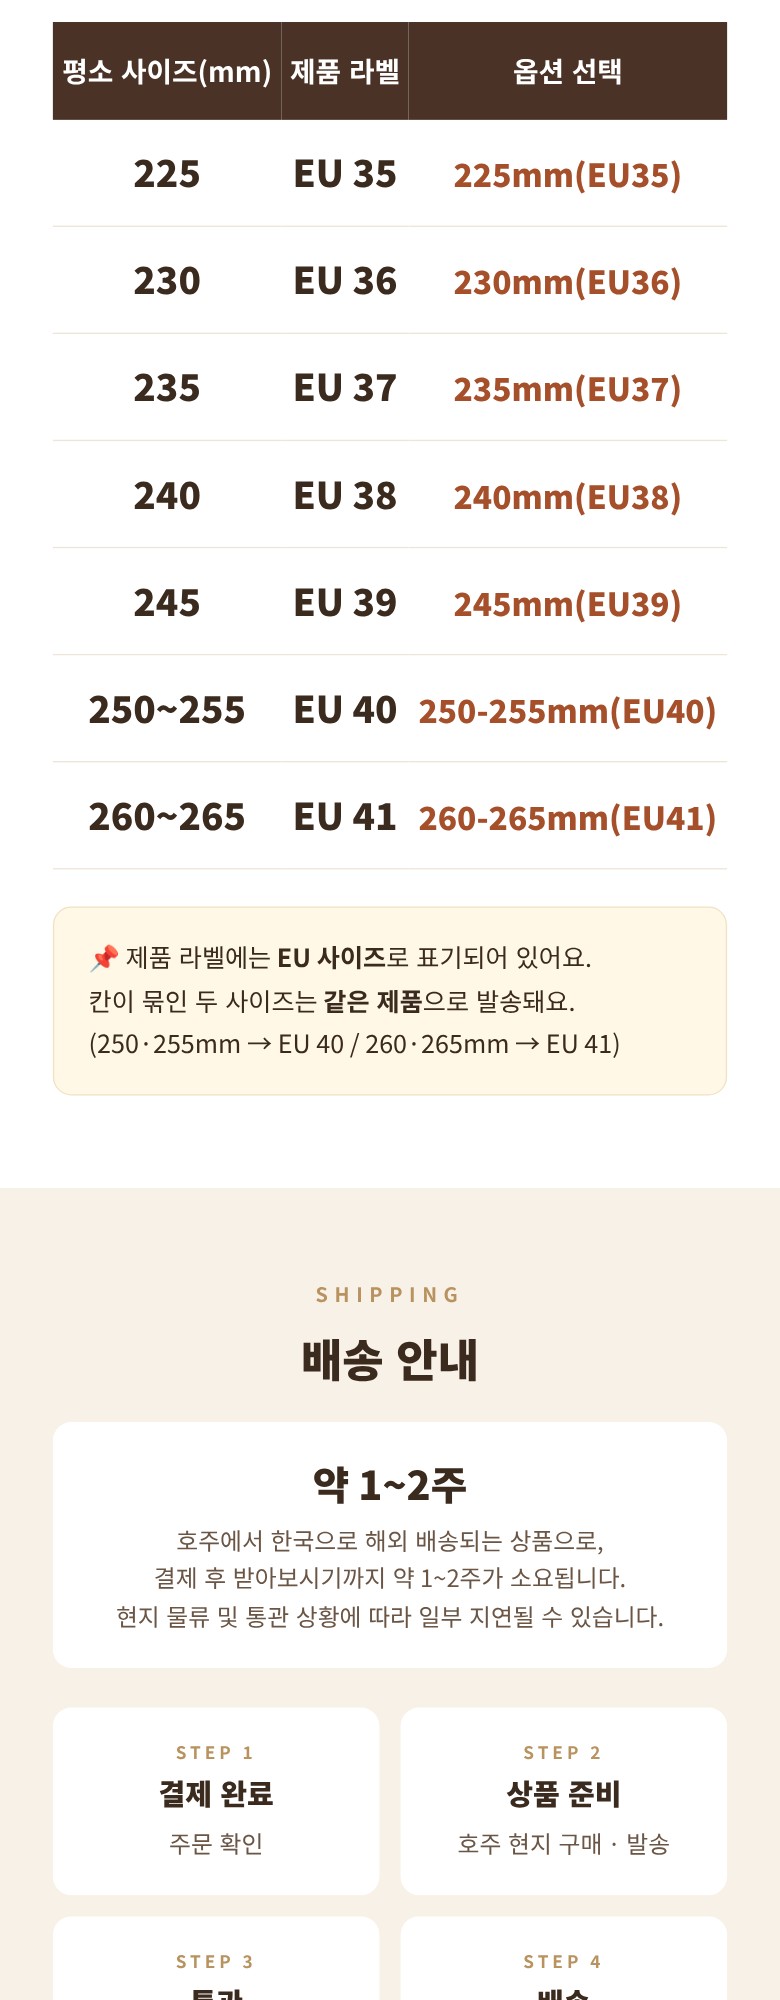 평소 사이즈(mm) 제품 라벨 옵션 선택
225 EU 35 225mm(EU35)
230 EU 36 230mm(EU36)
235 EU 37 235mm(EU37)
240 EU 38 240mm(EU38)
245 EU 39 245mm(EU39)
250~255 EU 40 250-255mm(EU40)
260~265 EU 41 260-265mm(EU41)
📌 제품 라벨에는 EU 사이즈로 표기되어 있어요.
칸이 묶인 두 사이즈는 같은 제품으로 발송돼요.
(250·255mm → EU 40 / 260·265mm → EU 41)
SHIPPING
배송 안내
약 1~2주
호주에서 한국으로 해외 배송되는 상품으로,
결제 후 받아보시기까지 약 1~2주가 소요됩니다.
현지 물류 및 통관 상황에 따라 일부 지연될 수 있습니다.
STEP 1
결제 완료
주문 확인
STEP 2
상품 준비
호주 현지 구매 · 발송
STEP 3
통관
STEP 4
배송